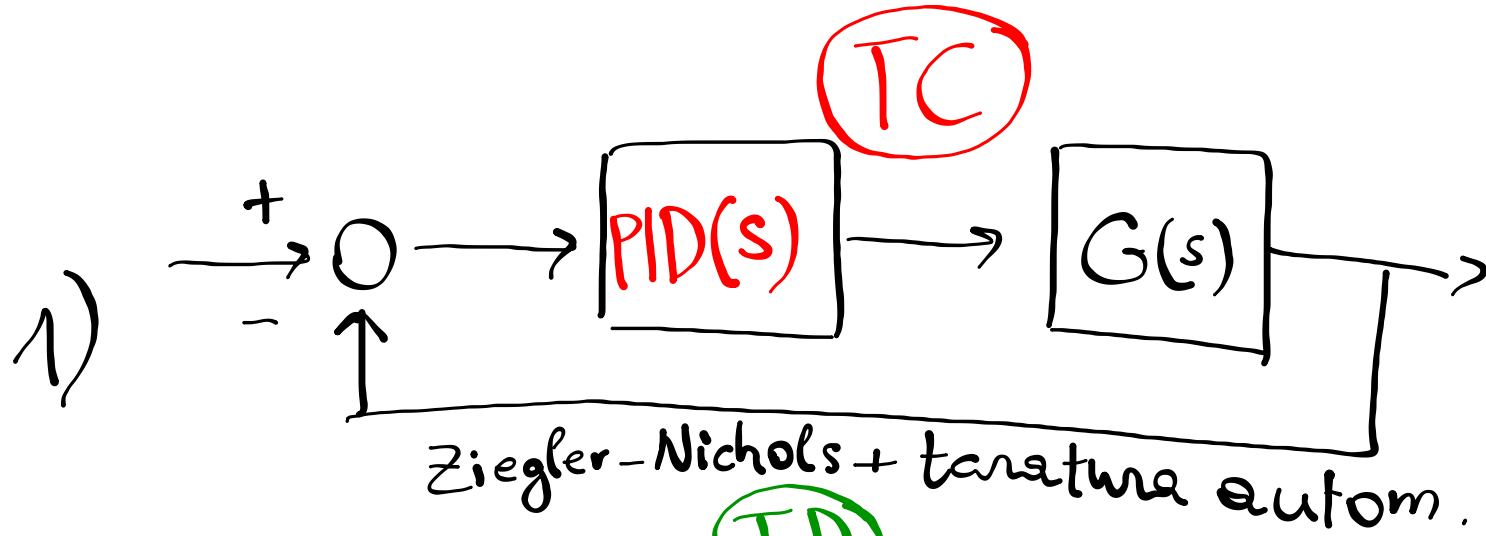 TC
+
PID(s)
G(s)
1)
-
Ziegler-Nichols + taratura autom.